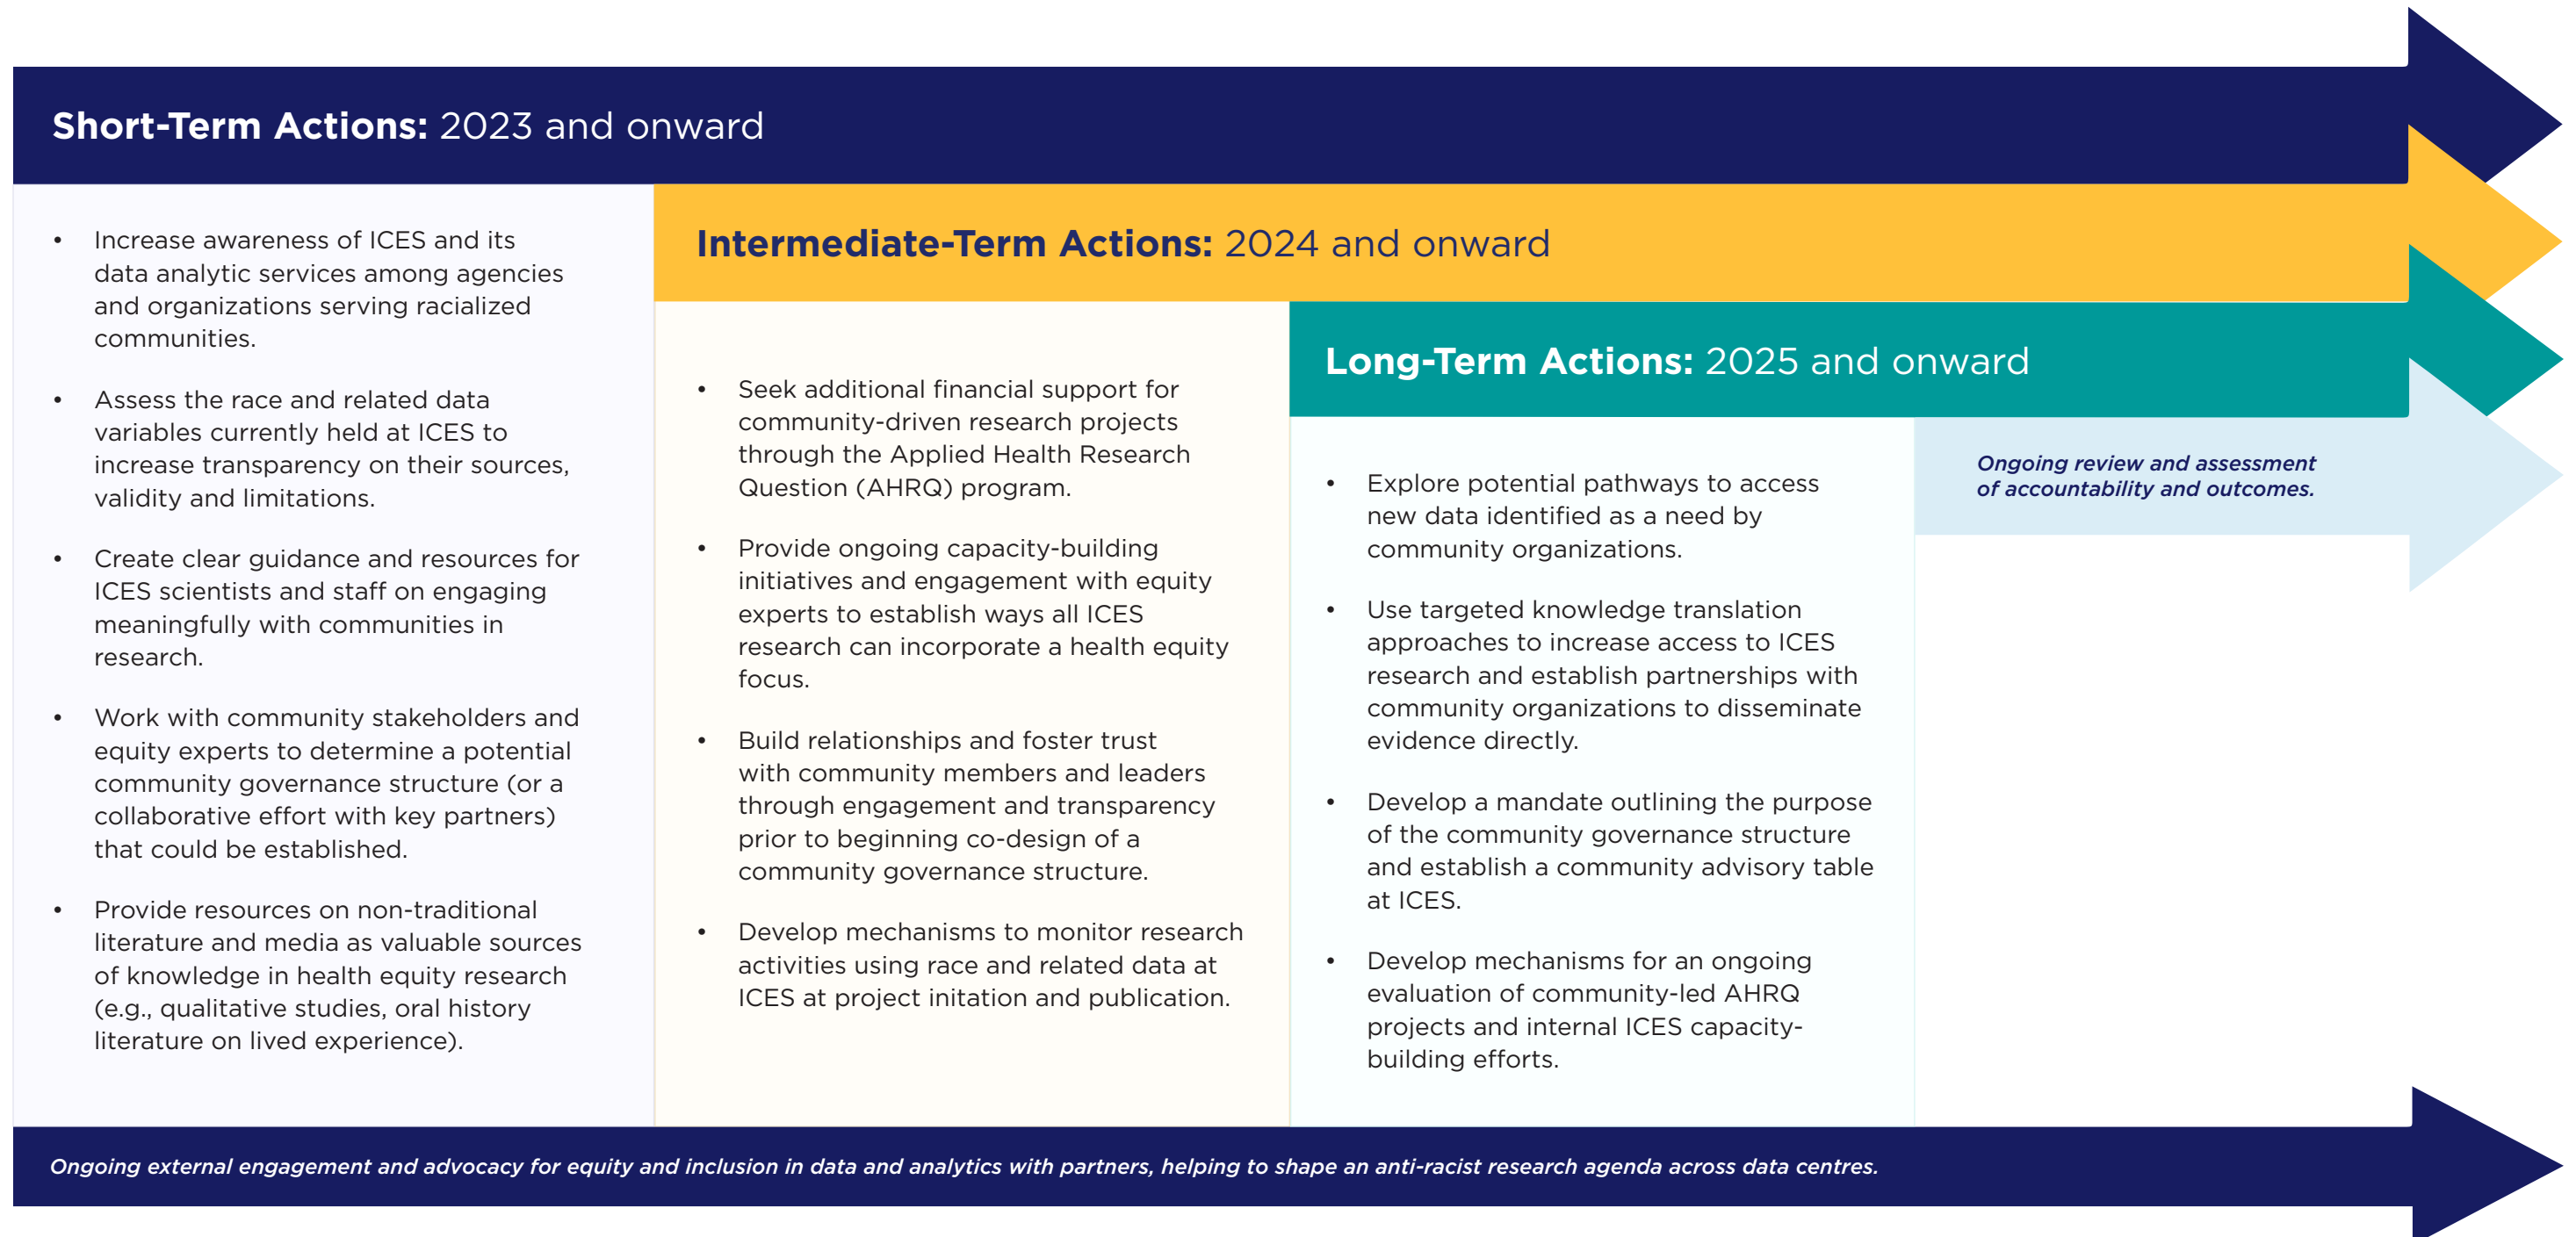 Short-Term Actions: 2023 and onward
• Increase awareness of ICES and its
data analytic services among agencies
and organizations serving racialized
communities.
• Assess the race and related data
variables currently held at ICES to
increase transparency on their sources,
validity and limitations.
• Create clear guidance and resources for
ICES scientists and staff on engaging
meaningfully with communities in
research.
• Work with community stakeholders and
equity experts to determine a potential
community governance structure (or a
collaborative effort with key partners)
that could be established.
• Provide resources on non-traditional
literature and media as valuable sources
of knowledge in health equity research
(e.g., qualitative studies, oral history
literature on lived experience).
Intermediate-Term Actions: 2024 and onward
• Seek additional financial support for
community-driven research projects
through the Applied Health Research
Question (AHRQ) program.
• Provide ongoing capacity-building
initiatives and engagement with equity
experts to establish ways all ICES
research can incorporate a health equity
focus.
• Build relationships and foster trust
with community members and leaders
through engagement and transparency
prior to beginning co-design of a
community governance structure.
• Develop mechanisms to monitor research
activities using race and related data at
ICES at project initation and publication.
Long-Term Actions: 2025 and onward
• Explore potential pathways to access
new data identified as a need by
community organizations.
• Use targeted knowledge translation
approaches to increase access to ICES
research and establish partnerships with
community organizations to disseminate
evidence directly.
• Develop a mandate outlining the purpose
of the community governance structure
and establish a community advisory table
at ICES.
• Develop mechanisms for an ongoing
evaluation of community-led AHRQ
projects and internal ICES capacity-
building efforts.
Ongoing review and assessment
of accountability and outcomes.
Ongoing external engagement and advocacy for equity and inclusion in data and analytics with partners, helping to shape an anti-racist research agenda across data centres.